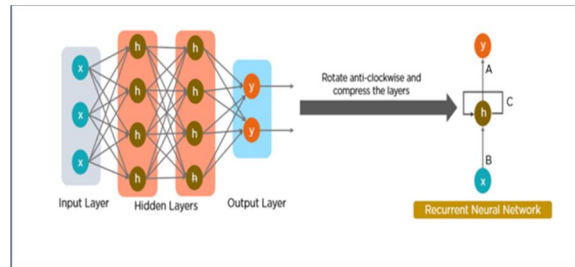 x
x
x
h
h
h
h
h
h
h
h
y
y
Input Layer
Hidden Layers
Output Layer
Rotate anti-clockwise and
compress the layers
y
A
h
C
B
x
Recurrent Neural Network